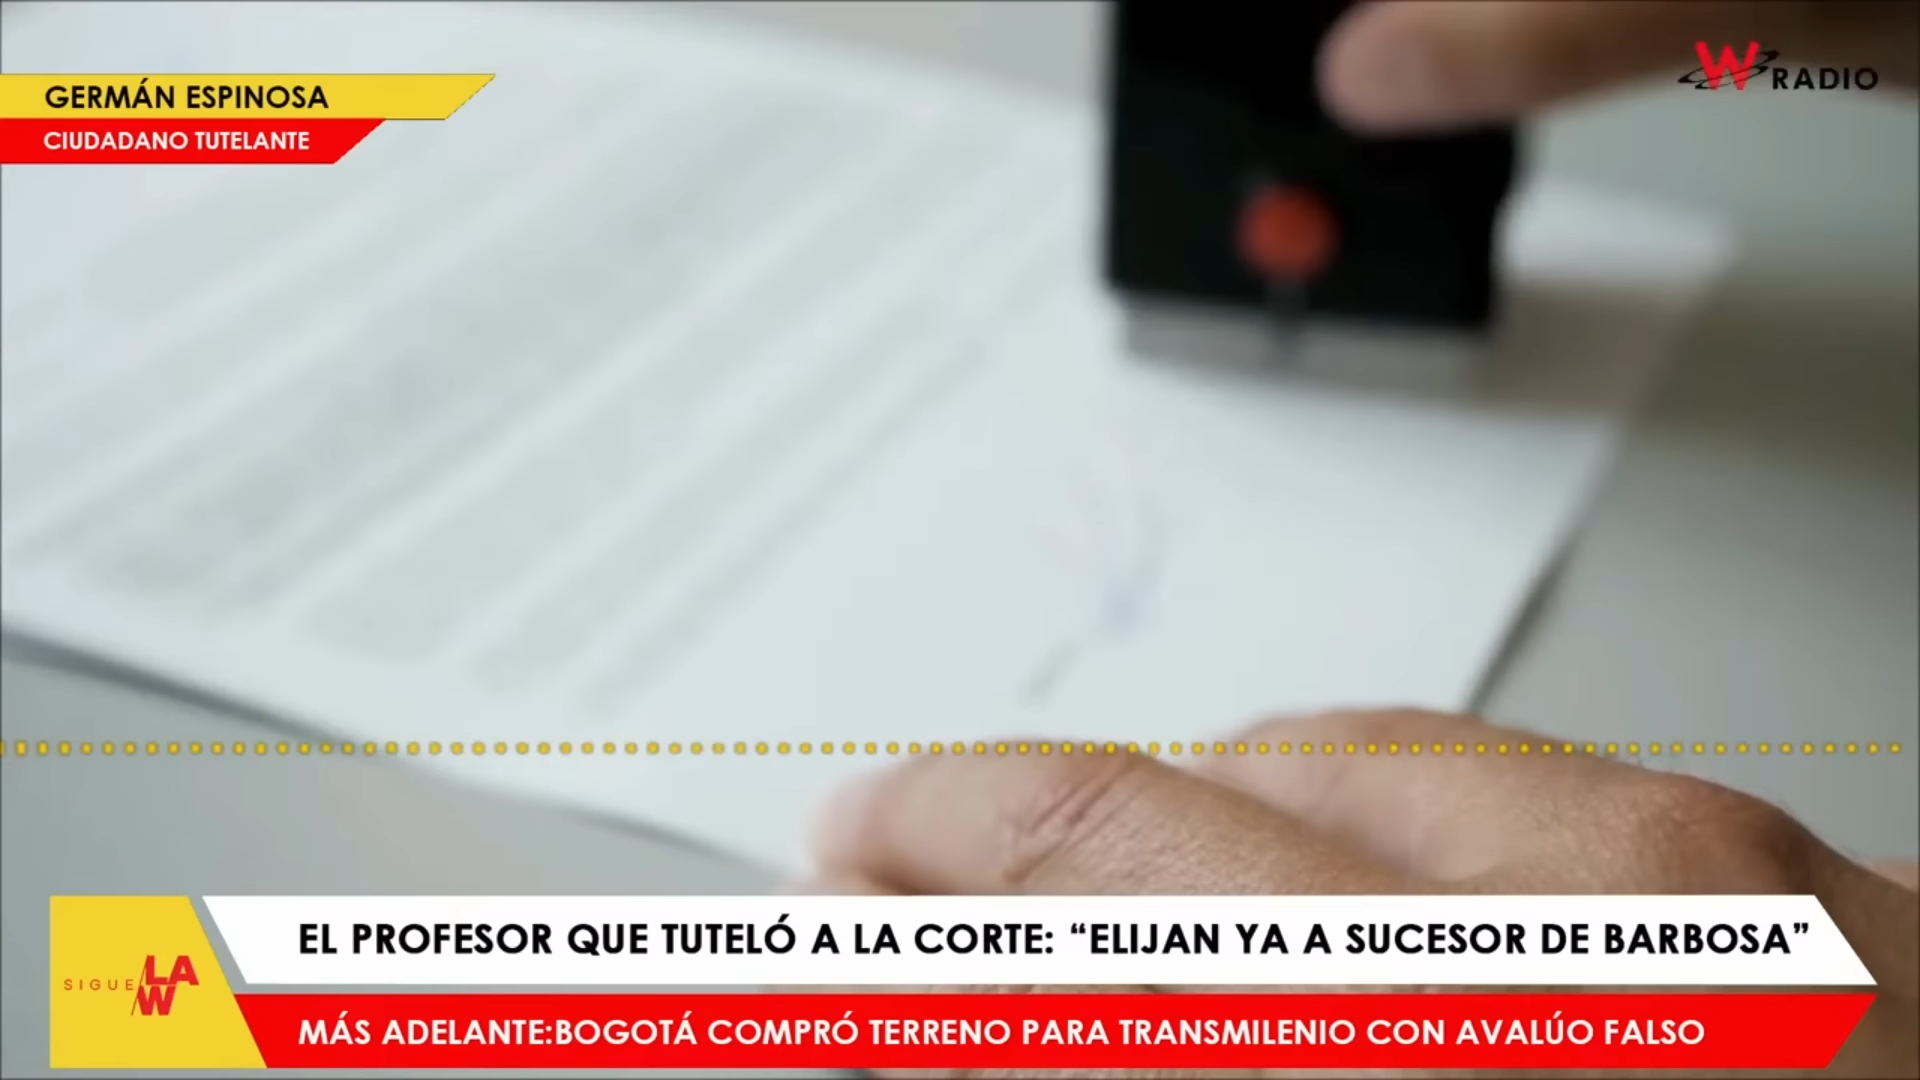 GERMÁN ESPINOSA
CIUDADANO TUTELANTE
W RADIO
EL PROFESOR QUE TUTELÓ A LA CORTE: “ELIJAN YA A SUCESOR DE BARBOSA”
SIGUE LA W
MÁS ADELANTE:BOGOTÁ COMPRÓ TERRENO PARA TRANSMILENIO CON AVALÚO FALSO